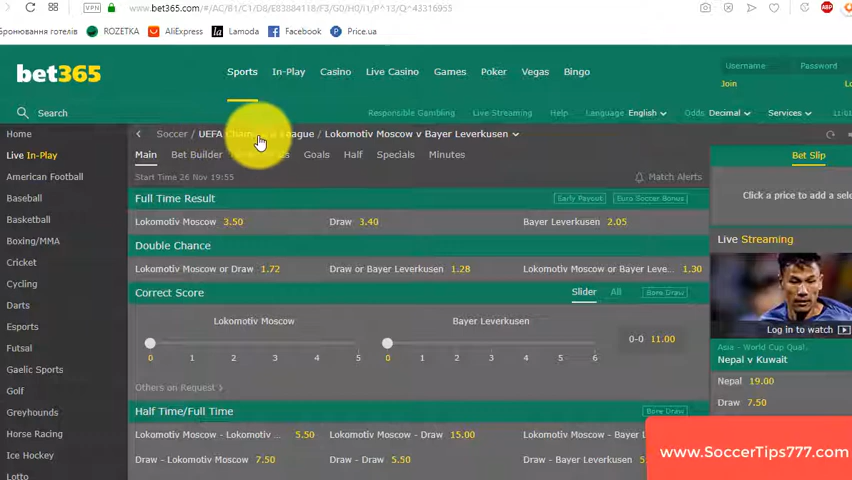 VPN www.bet365.com/#/AC/B1/C1/D8/E83884118/F3/G0/H0/I1/P^13/Q^43316955
бронювання готелів ROZETKA AliExpress la Lamoda Facebook Price.ua
bet365
Sports In-Play Casino Live Casino Games Poker Vegas Bingo
Username Password
Join
Search
Responsible Gambling Live Streaming Help Language English Odds Decimal Services
Home
Live In-Play
American Football
Baseball
Basketball
Boxing/MMA
Cricket
Cycling
Darts
Esports
Futsal
Gaelic Sports
Golf
Greyhounds
Horse Racing
Ice Hockey
Lotto
Soccer / UEFA League / Lokomotiv Moscow v Bayer Leverkusen
Main Bet Builder Goals Half Specials Minutes
Start Time 26 Nov 19:55 Match Alerts
Full Time Result Early Payout Euro Soccer Bonus
Lokomotiv Moscow 3.50 Draw 3.40 Bayer Leverkusen 2.05
Double Chance
Lokomotiv Moscow or Draw 1.72 Draw or Bayer Leverkusen 1.28 Lokomotiv Moscow or Baye Leve... 1.30
Correct Score Slider All Bore Draw
Lokomotiv Moscow Bayer Leverkusen
0-0 11.00
0 1 2 3 4 5 0 1 2 3 4 5 6
Others on Request
Half Time/Full Time Bore Draw
Lokomotiv Moscow - Lokomotiv ... 5.50 Lokomotiv Moscow - Draw 15.00 Lokomotiv Moscow - Bayer
Draw - Lokomotiv Moscow 7.50 Draw - Draw 5.50 Draw - Bayer Leverkusen
Bet Slip
Click a price to add a sele
Live Streaming
Log in to watch
Asia - World Cup Qual.
Nepal v Kuwait
Nepal 19.00
Draw 7.50
www.SoccerTips777.com